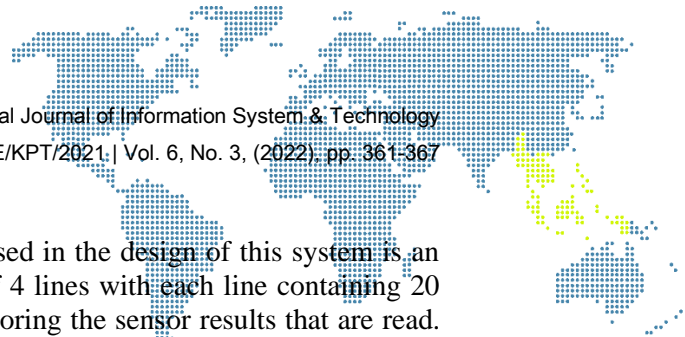 al Journal of Information System & Technology
E/KPT/2021 | Vol. 6, No. 3, (2022), pp. 361-367
sed in the design of this system is an
f 4 lines with each line containing 20
oring the sensor results that are read.